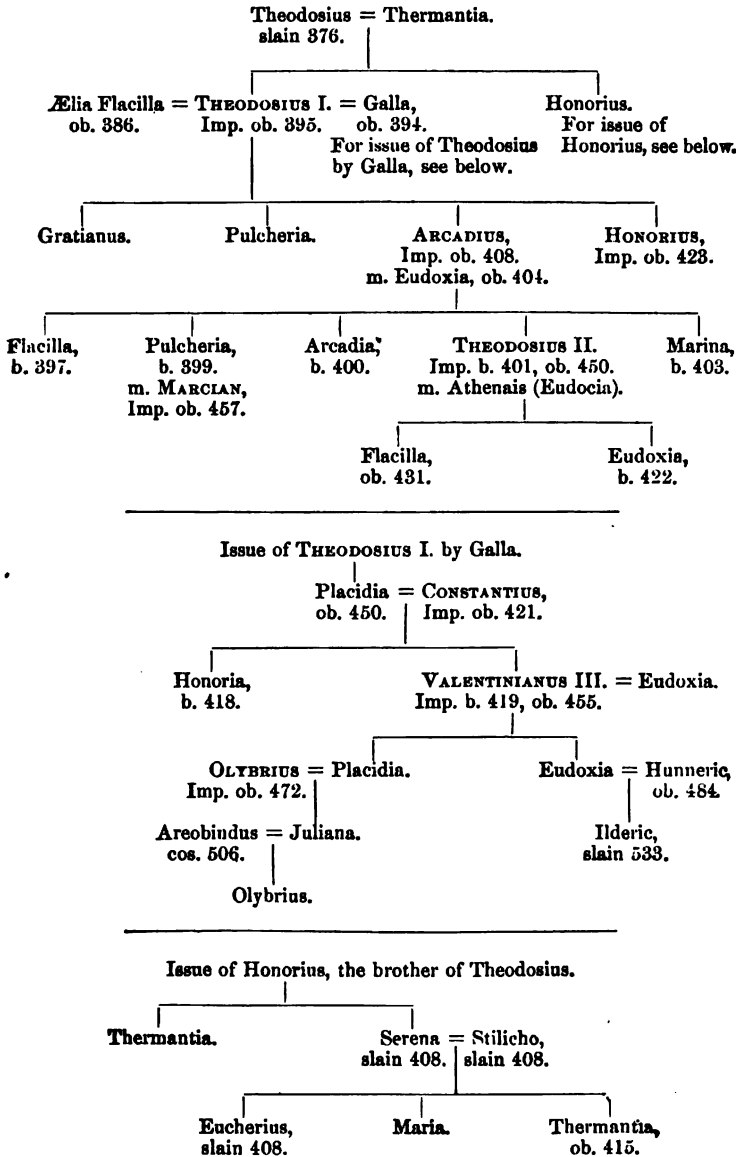 Theodosius = Thermantia.
slain 376.
Ælia Flacilla = THEODOSIUS I. = Galla, Honorius.
ob. 386. Imp. ob. 395. ob. 394. For issue of
For issue of Theodosius Honorius, see below.
by Galla, see below.
Gratianus. Pulcheria. ARCADIUS, HONORIUS,
Imp. ob. 408. Imp. ob. 423.
m. Eudoxia, ob. 404.
Flacilla, Pulcheria, Arcadia, THEODOSIUS II. Marina,
b. 397. b. 399. b. 400. Imp. b. 401, ob. 450. b. 403.
m. MARCIAN, m. Athenais (Eudocia).
Imp. ob. 457.
Flacilla, Eudoxia,
ob. 431. b. 422.
Issue of THEODOSIUS I. by Galla.
Placidia = CONSTANTIUS,
ob. 450. Imp. ob. 421.
Honoria, VALENTINIANUS III. = Eudoxia.
b. 418. Imp. b. 419, ob. 455.
OLYBRIUS = Placidia. Eudoxia = Hunneric,
Imp. ob. 472. ob. 484.
Areobindus = Juliana. Ilderic,
cos. 506. slain 533.
Olybrius.
Issue of Honorius, the brother of Theodosius.
Thermantia. Serena = Stilicho,
slain 408. slain 408.
Eucherius, Maria. Thermantia,
slain 408. ob. 415.